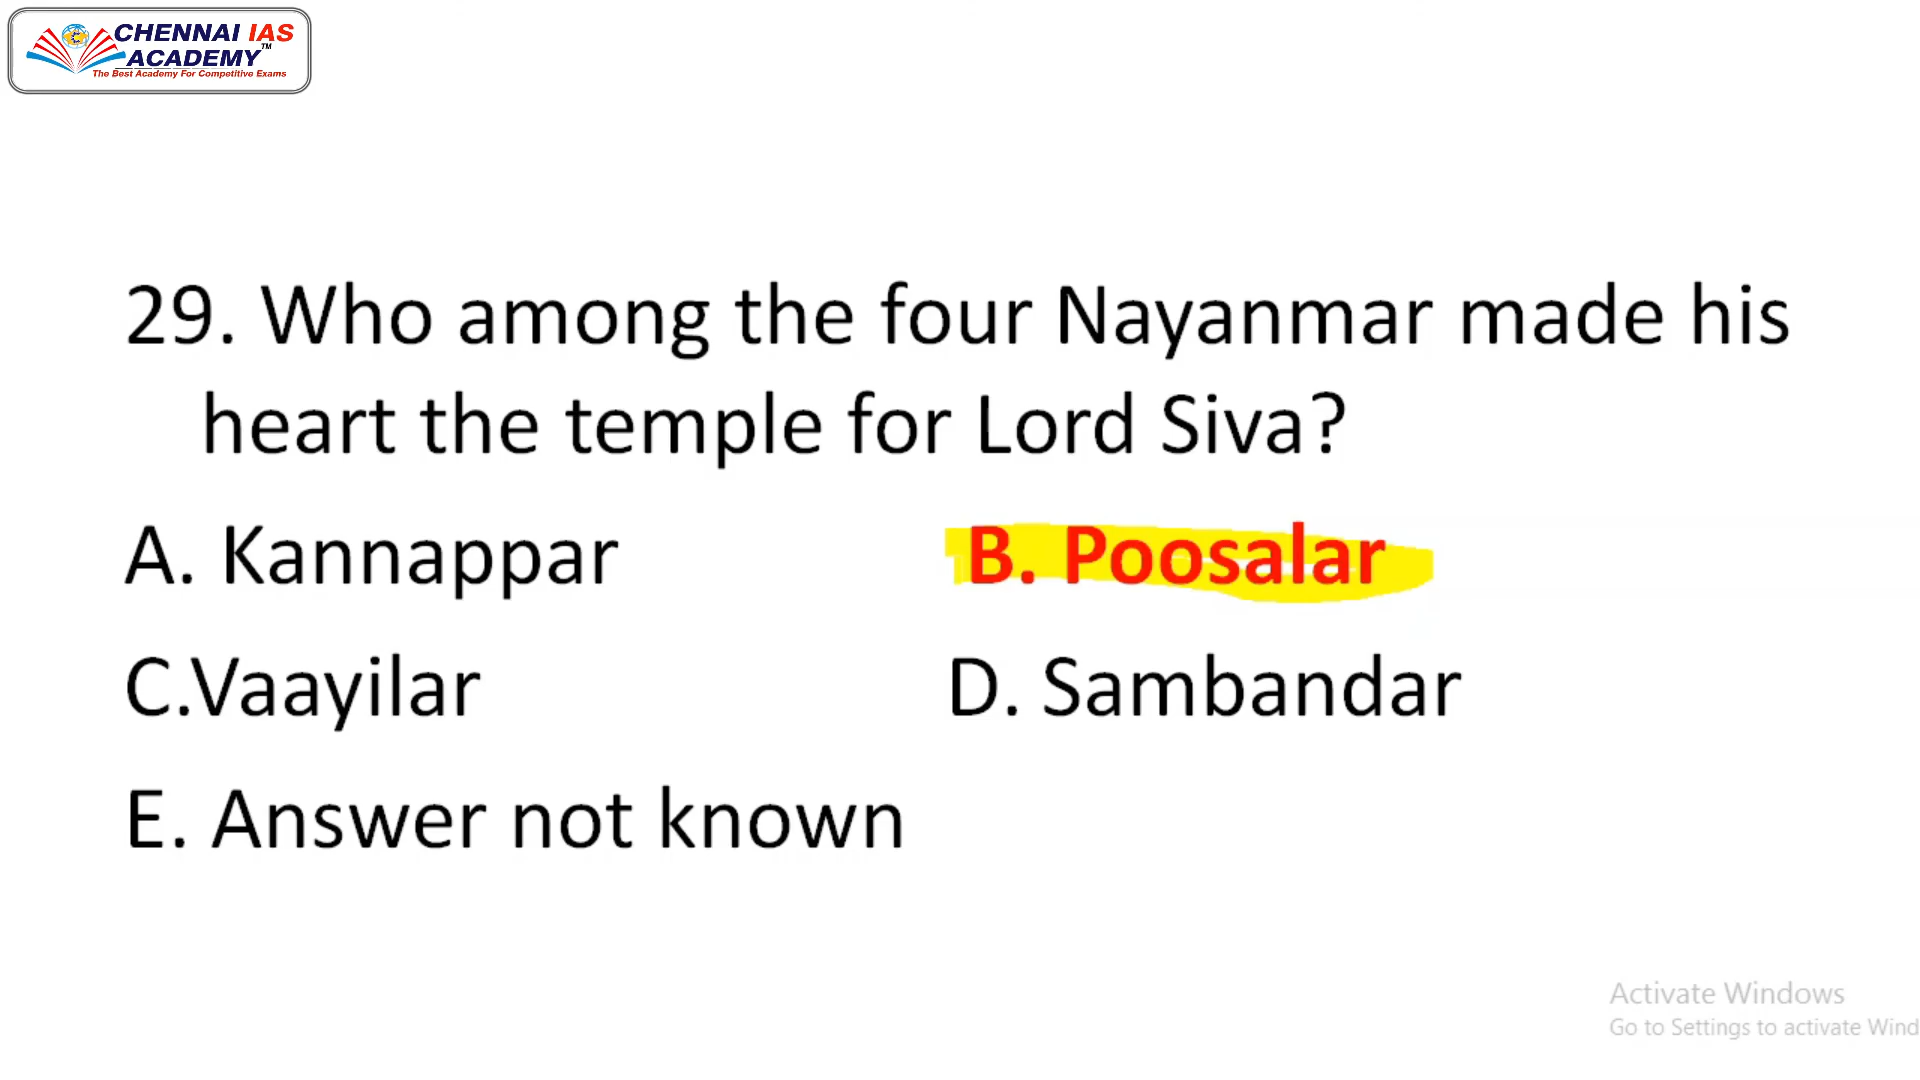 CHENNAI IAS
ACADEMY™
The Best Academy For Competitive Exams
29. Who among the four Nayanmar made his
heart the temple for Lord Siva?
A. Kannappar B. Poosalar
C.Vaayilar D. Sambandar
E. Answer not known
Activate Windows
Go to Settings to activate Wind